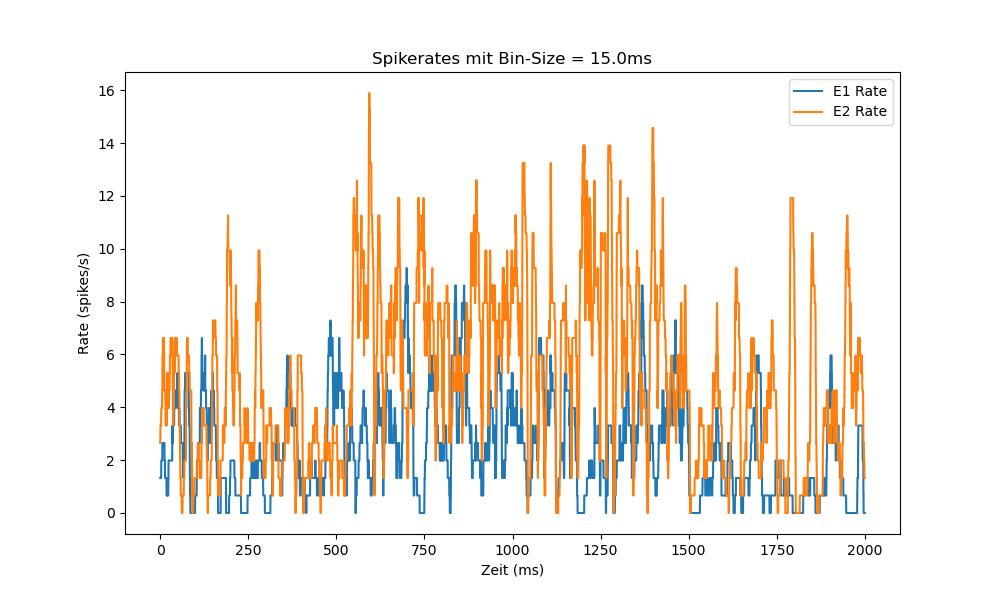 Spikerates mit Bin-Size = 15.0ms
E1 Rate
E2 Rate
16
14
12
10
8
6
4
2
0
Rate (spikes/s)
0 250 500 750 1000 1250 1500 1750 2000
Zeit (ms)